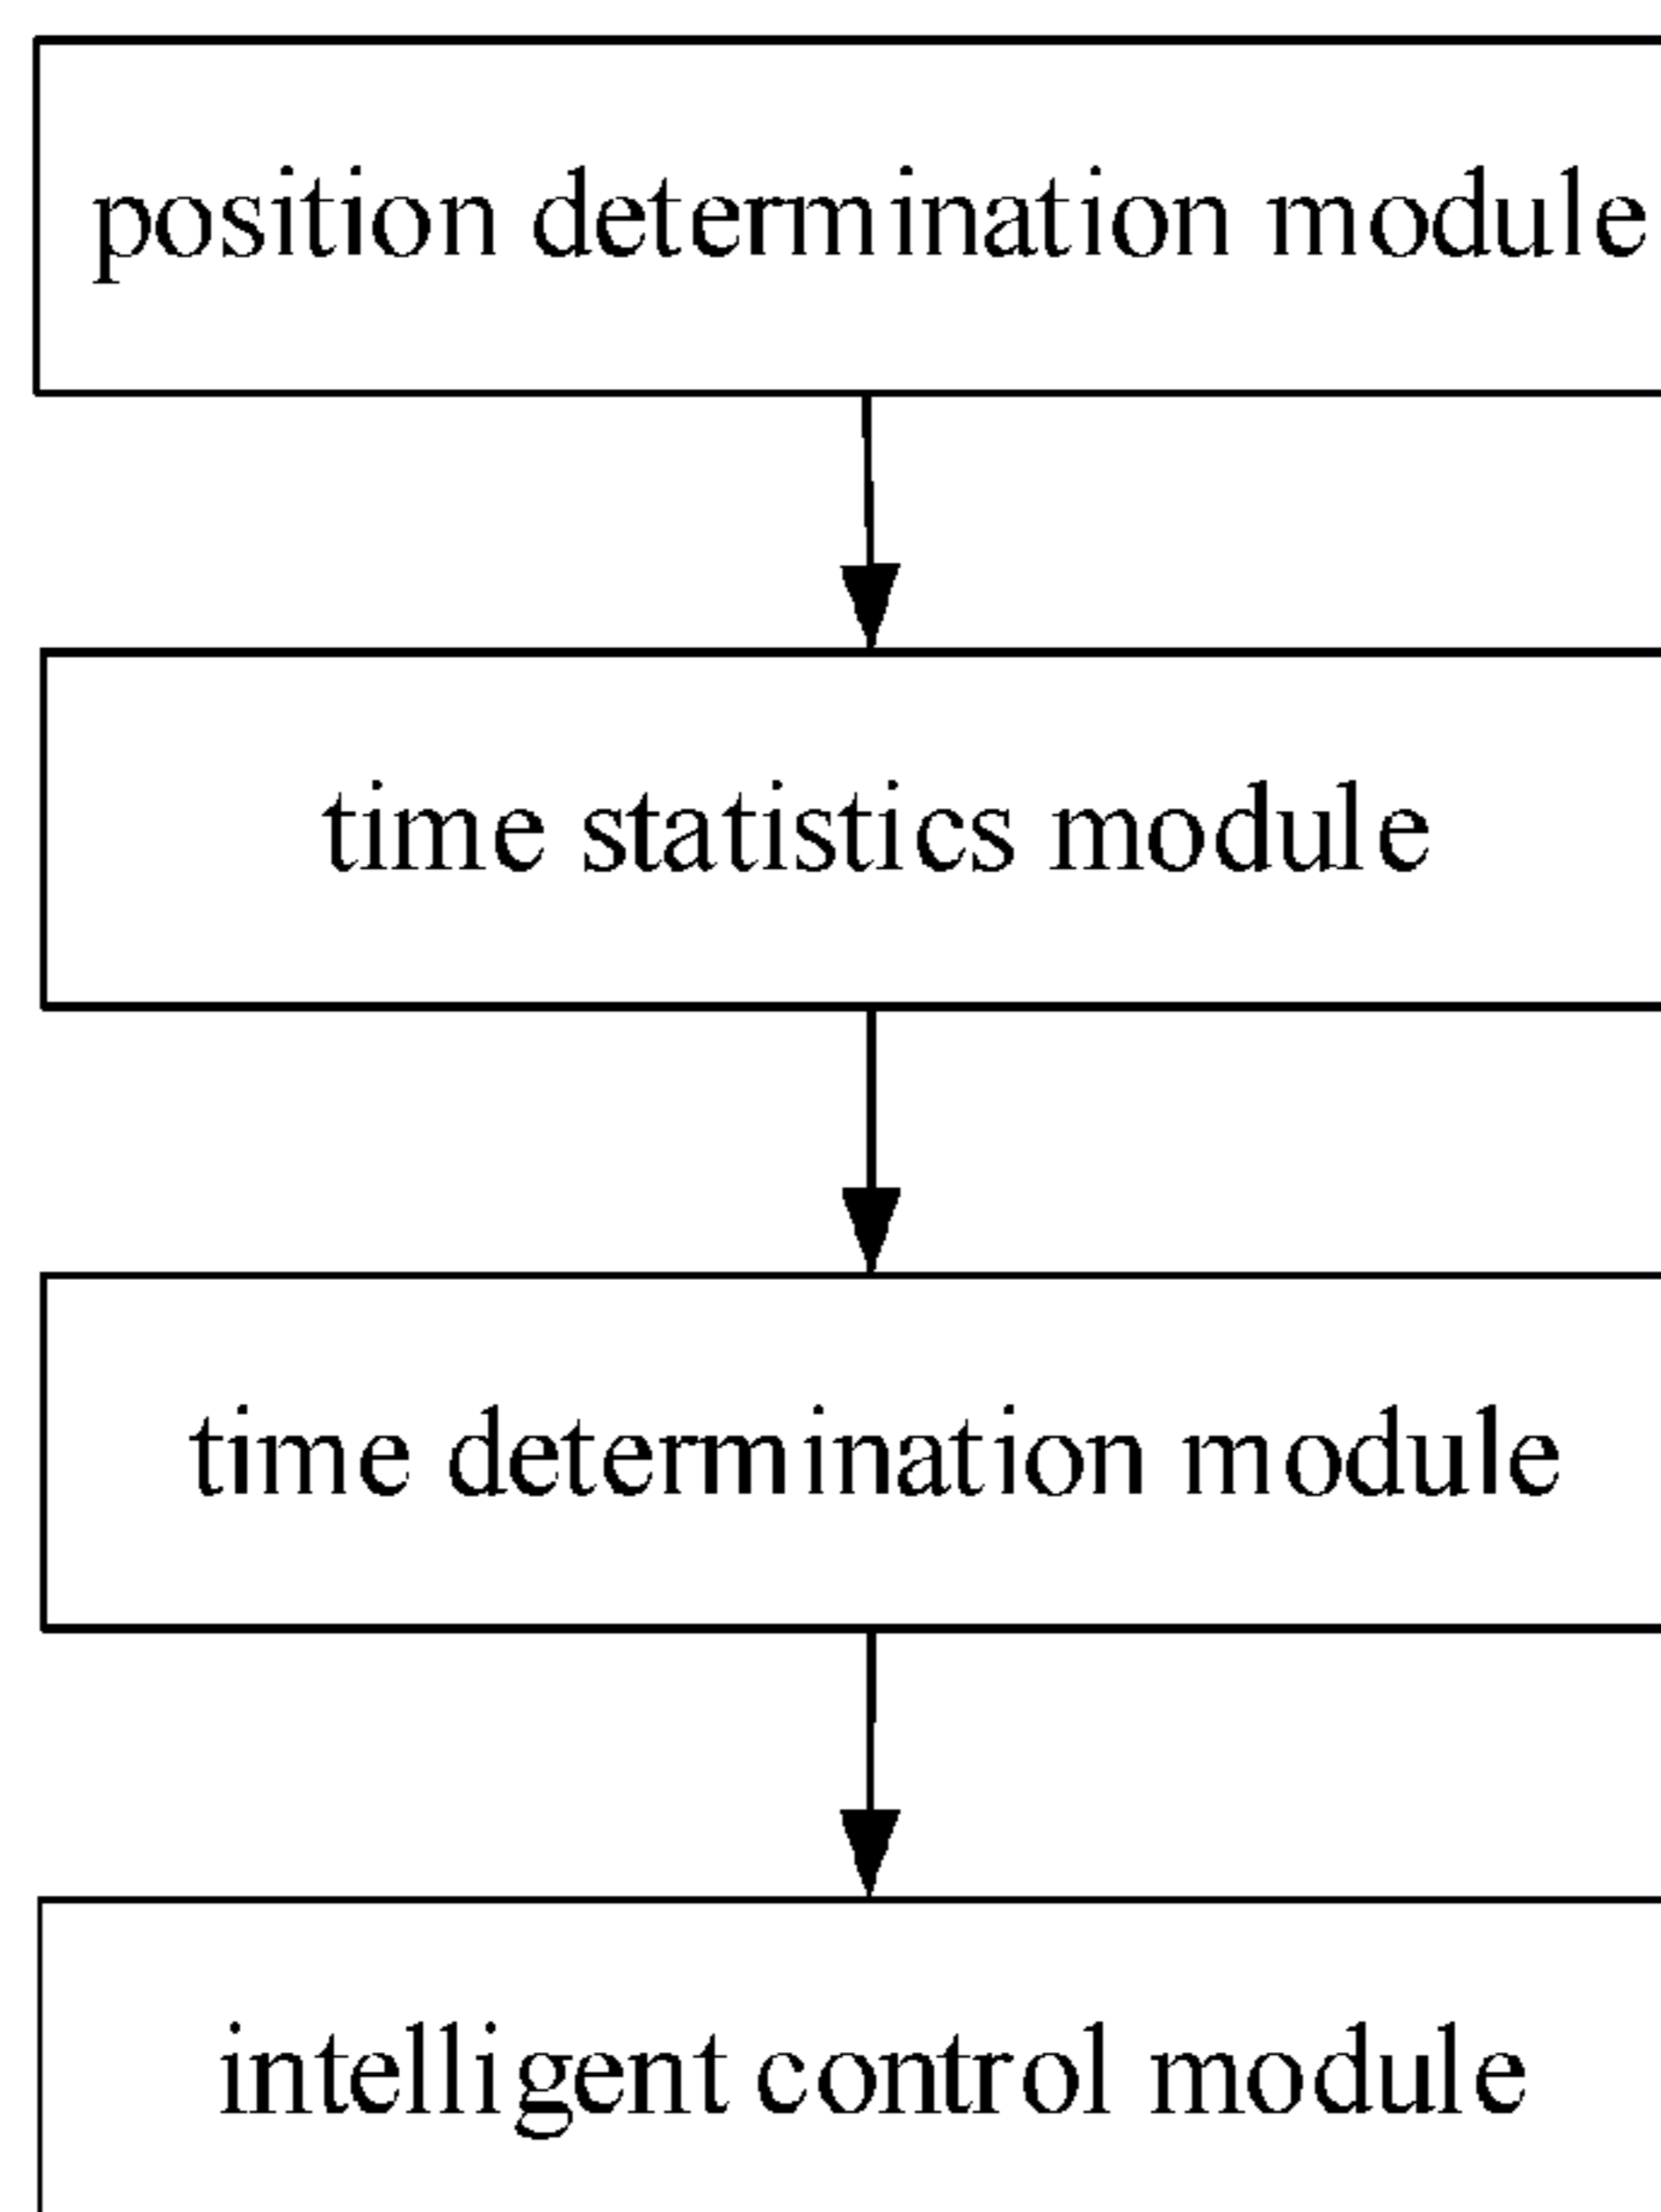 position determination module
time statistics module
time determination module
intelligent control module